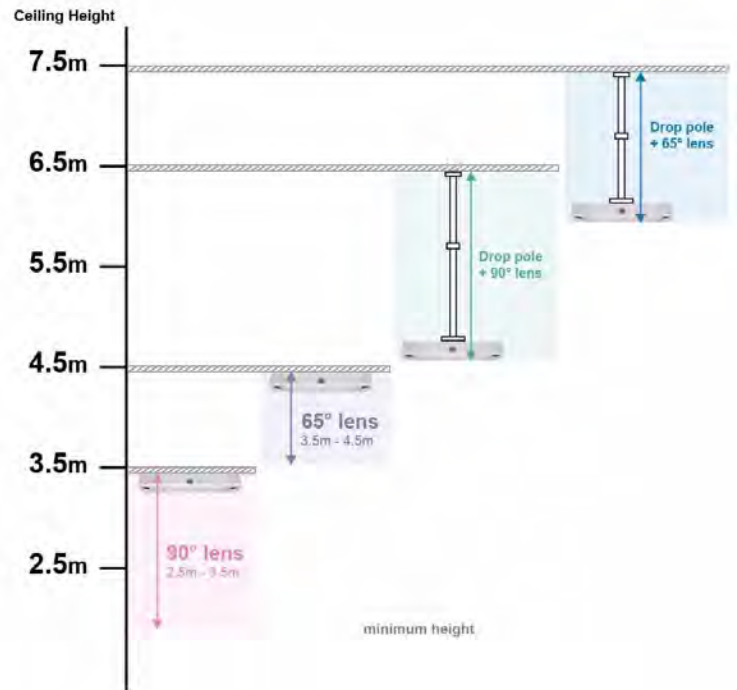 Ceiling Height
7.5m
Drop pole
+ 65° lens
6.5m
Drop pole
+ 90° lens
5.5m
4.5m
65° lens
3.5m - 4.5m
3.5m
90° lens
2.5m - 3.5m
2.5m
minimum height